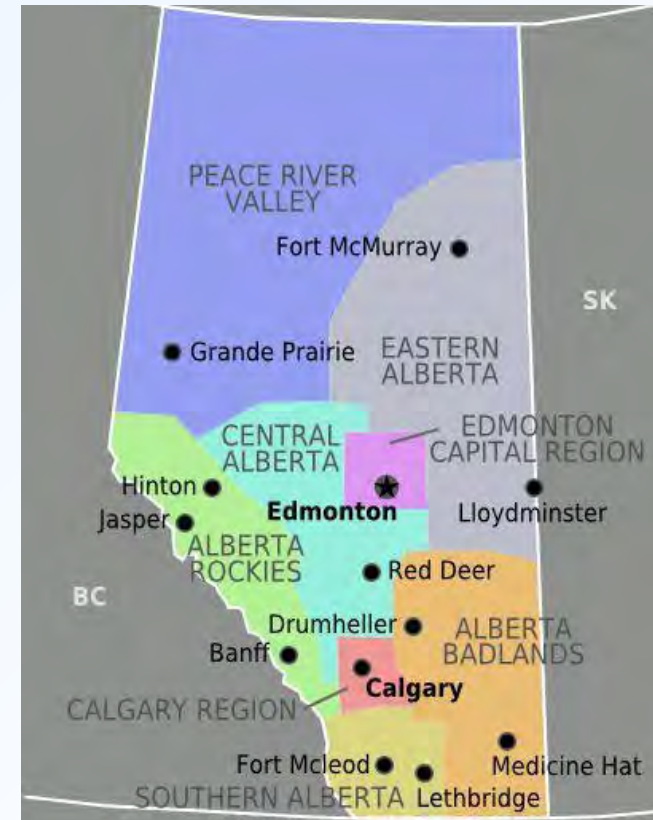 PEACE RIVER
VALLEY
Fort McMurray
SK
Grande Prairie
EASTERN
ALBERTA
CENTRAL
ALBERTA
EDMONTON
CAPITAL REGION
Hinton
Edmonton
Lloydminster
Jasper
ALBERTA
ROCKIES
Red Deer
BC
Drumheller
ALBERTA
BADLANDS
Banff
Calgary
CALGARY REGION
Fort Mcleod
Medicine Hat
SOUTHERN ALBERTA
Lethbridge